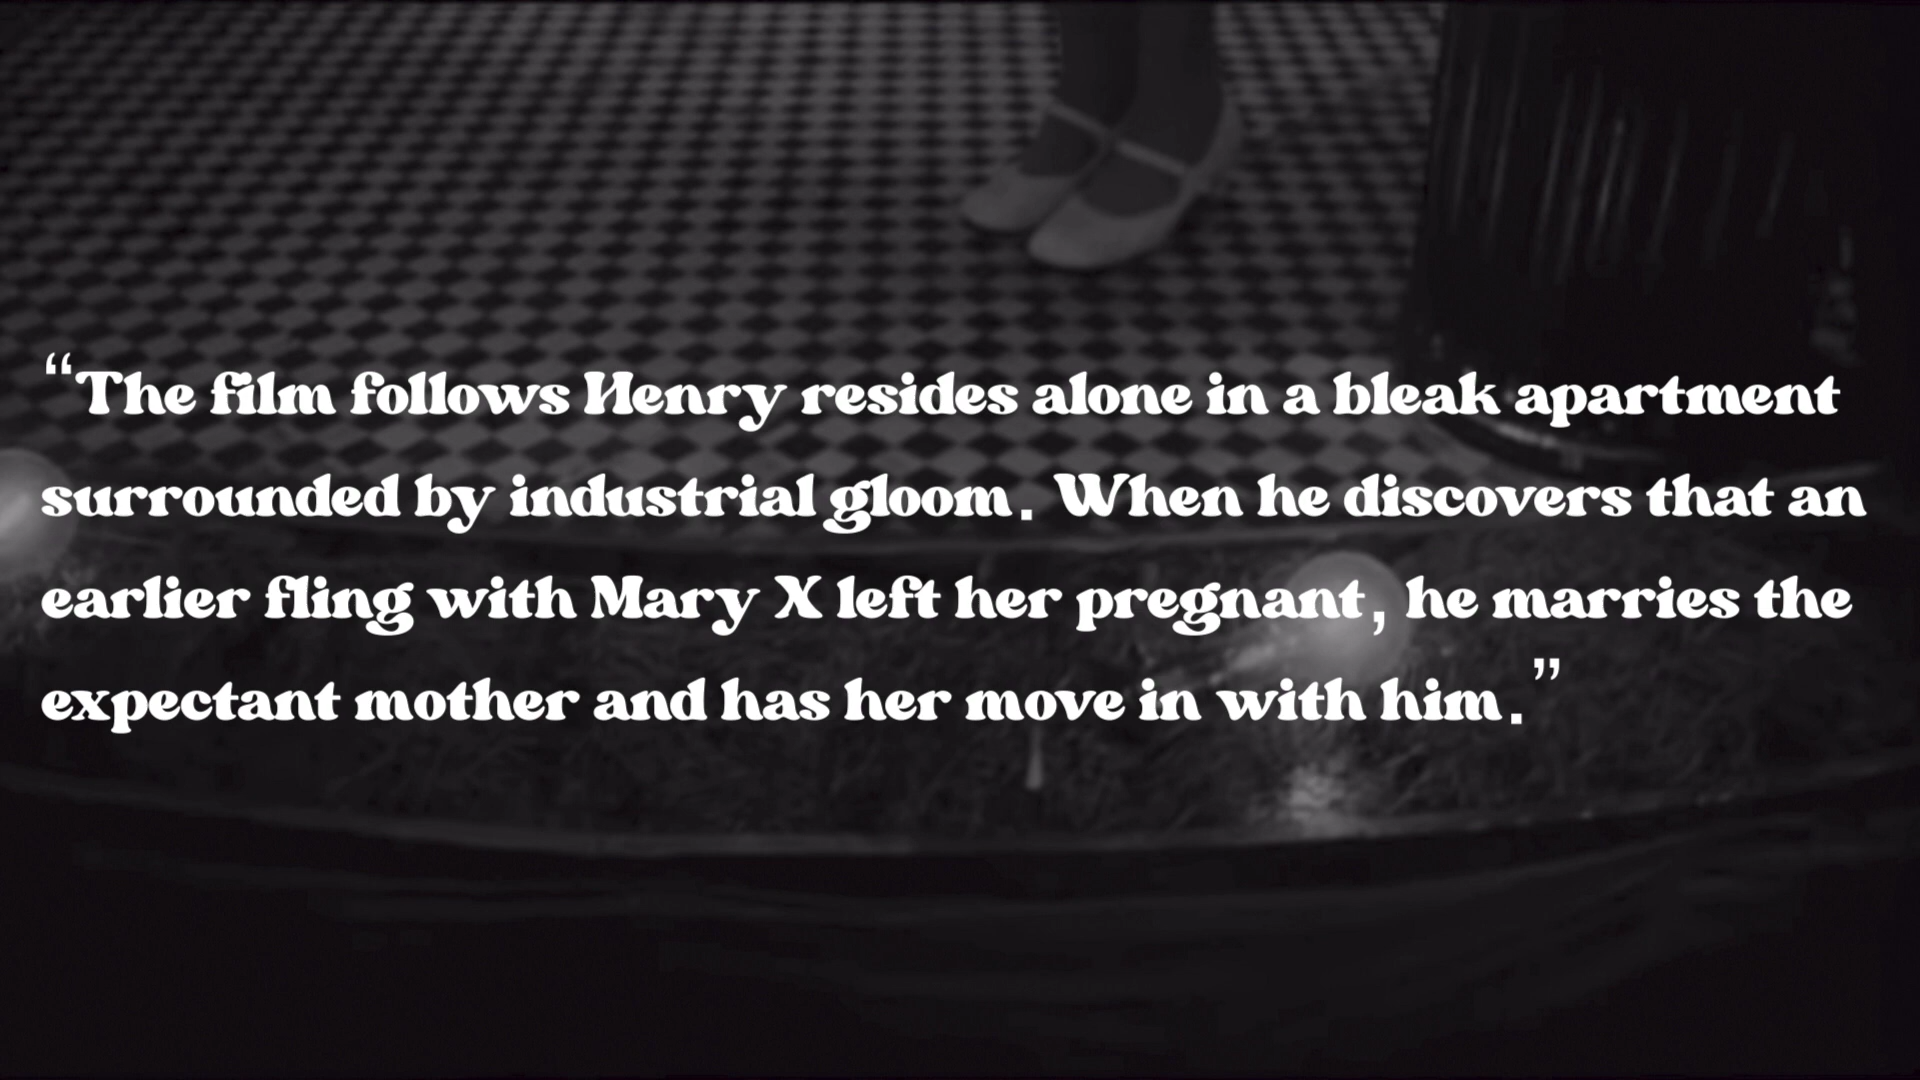 “The film follows Henry resides alone in a bleak apartment
surrounded by industrial gloom. When he discovers that an
earlier fling with Mary X left her pregnant, he marries the
expectant mother and has her move in with him.”